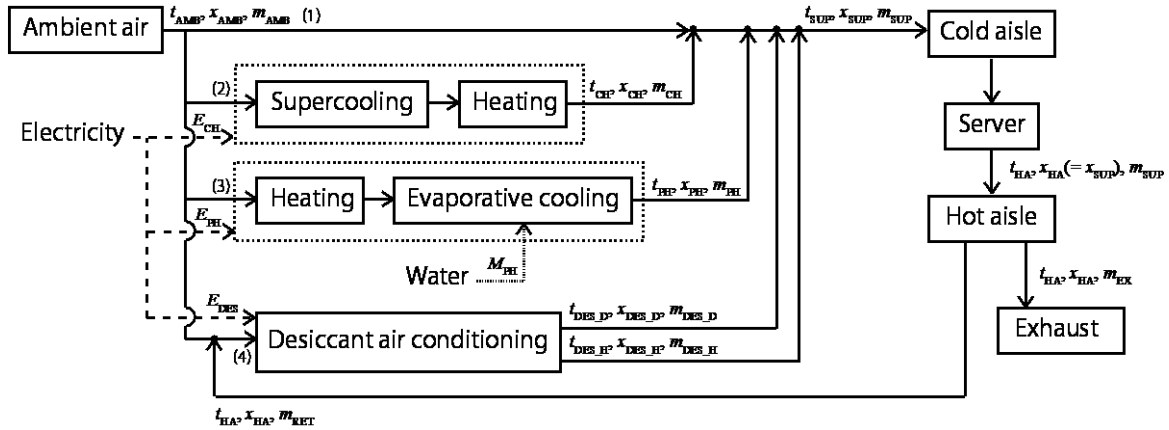 t_AMB, x_AMB, m_AMB (1)
t_SUP, x_SUP, m_SUP
Ambient air
Cold aisle
(2)
Supercooling
Heating
t_CH, x_CH, m_CH
Electricity
E_CH
Server
(3)
Heating
Evaporative cooling
t_PH, x_PH, m_PH
t_HA, x_HA(= x_SUP), m_SUP
E_PH
Hot aisle
Water
M_PH
t_HA, x_HA, m_EX
E_DES
t_DES_D, x_DES_D, m_DES_D
Exhaust
Desiccant air conditioning
(4)
t_DES_H, x_DES_H, m_DES_H
t_HA, x_HA, m_RET